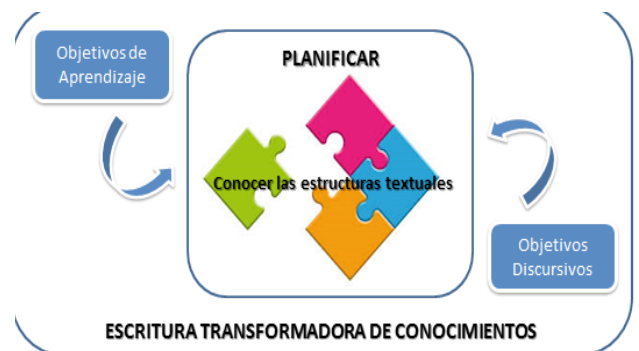 Objetivos de
Aprendizaje
PLANIFICAR
Conocer las estructuras textuales
Objetivos
Discursivos
ESCRITURA TRANSFORMADORA DE CONOCIMIENTOS